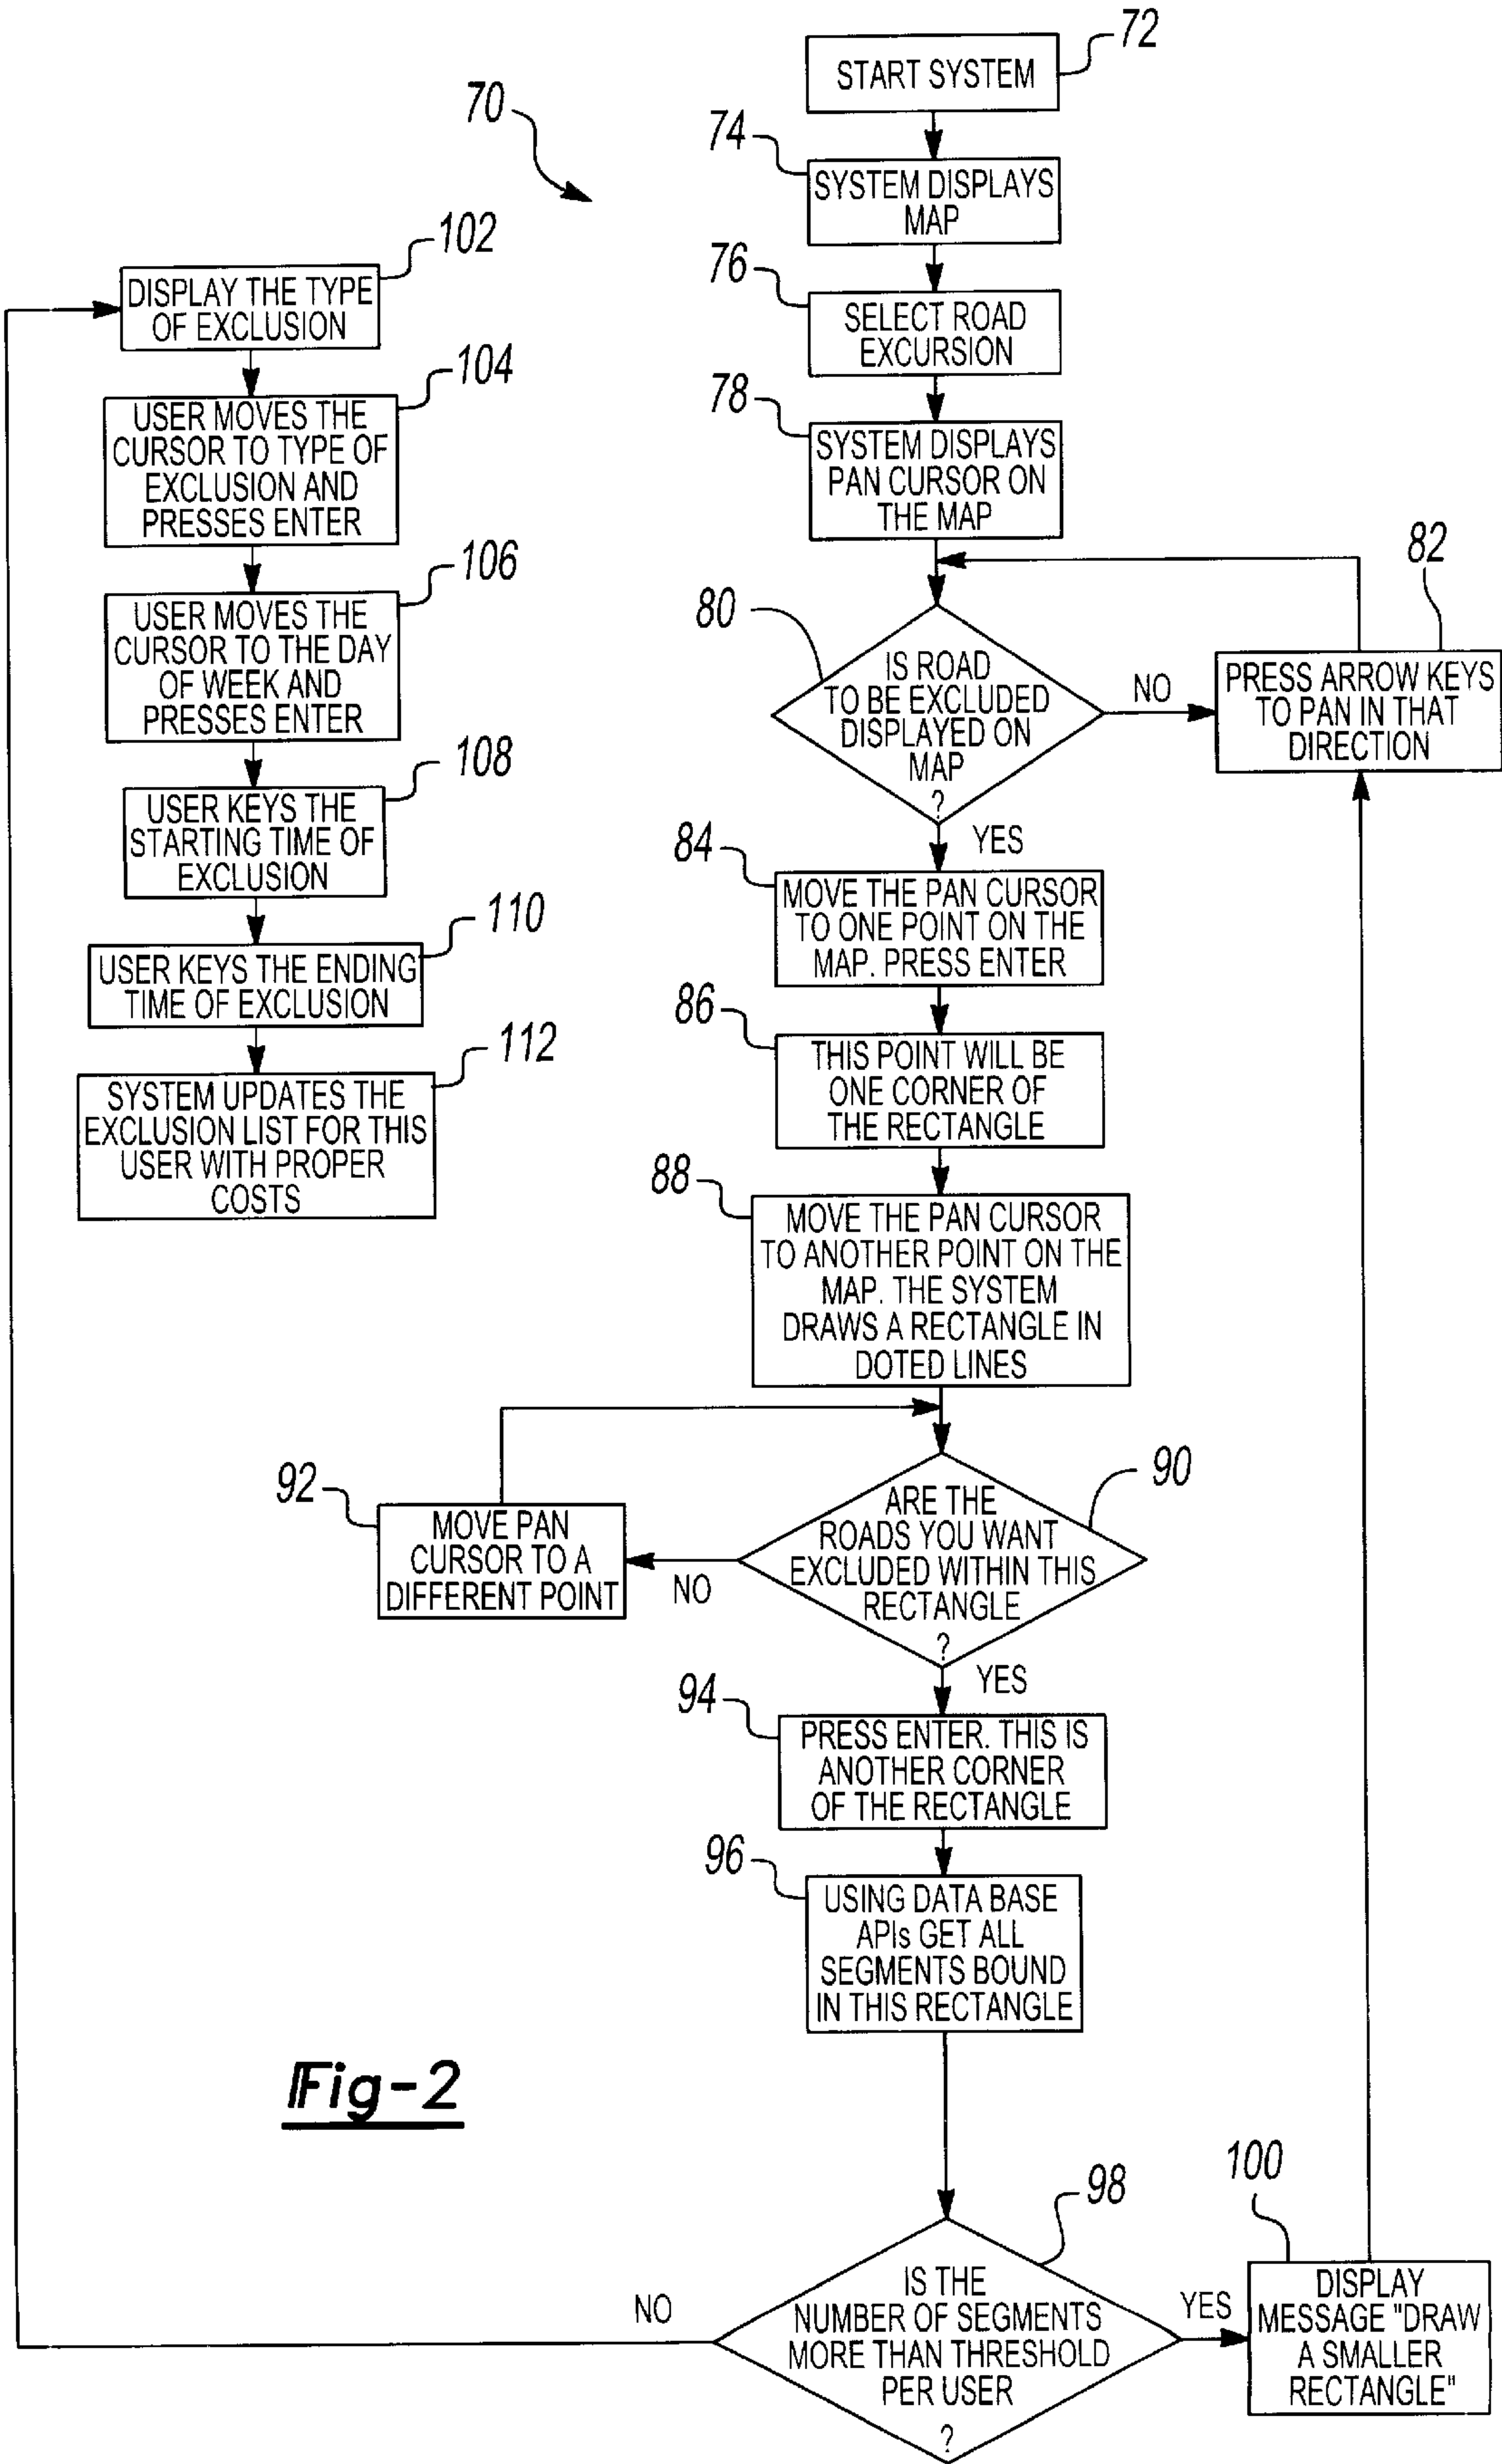 72
START SYSTEM
70
74
SYSTEM DISPLAYS
MAP
76
SELECT ROAD
EXCURSION
78
SYSTEM DISPLAYS
PAN CURSOR ON
THE MAP
80
IS ROAD
TO BE EXCLUDED
DISPLAYED ON
MAP
?
NO
82
PRESS ARROW KEYS
TO PAN IN THAT
DIRECTION
YES
84
MOVE THE PAN CURSOR
TO ONE POINT ON THE
MAP. PRESS ENTER
86
THIS POINT WILL BE
ONE CORNER OF
THE RECTANGLE
88
MOVE THE PAN CURSOR
TO ANOTHER POINT ON THE
MAP. THE SYSTEM
DRAWS A RECTANGLE IN
DOTED LINES
90
ARE THE
ROADS YOU WANT
EXCLUDED WITHIN THIS
RECTANGLE
?
NO
92
MOVE PAN
CURSOR TO A
DIFFERENT POINT
YES
94
PRESS ENTER. THIS IS
ANOTHER CORNER
OF THE RECTANGLE
96
USING DATA BASE
APIs GET ALL
SEGMENTS BOUND
IN THIS RECTANGLE
98
IS THE
NUMBER OF SEGMENTS
MORE THAN THRESHOLD
PER USER
?
YES
100
DISPLAY
MESSAGE "DRAW
A SMALLER
RECTANGLE"
NO
102
DISPLAY THE TYPE
OF EXCLUSION
104
USER MOVES THE
CURSOR TO TYPE OF
EXCLUSION AND
PRESSES ENTER
106
USER MOVES THE
CURSOR TO THE DAY
OF WEEK AND
PRESSES ENTER
108
USER KEYS THE
STARTING TIME OF
EXCLUSION
110
USER KEYS THE ENDING
TIME OF EXCLUSION
112
SYSTEM UPDATES THE
EXCLUSION LIST FOR THIS
USER WITH PROPER
COSTS
Fig-2